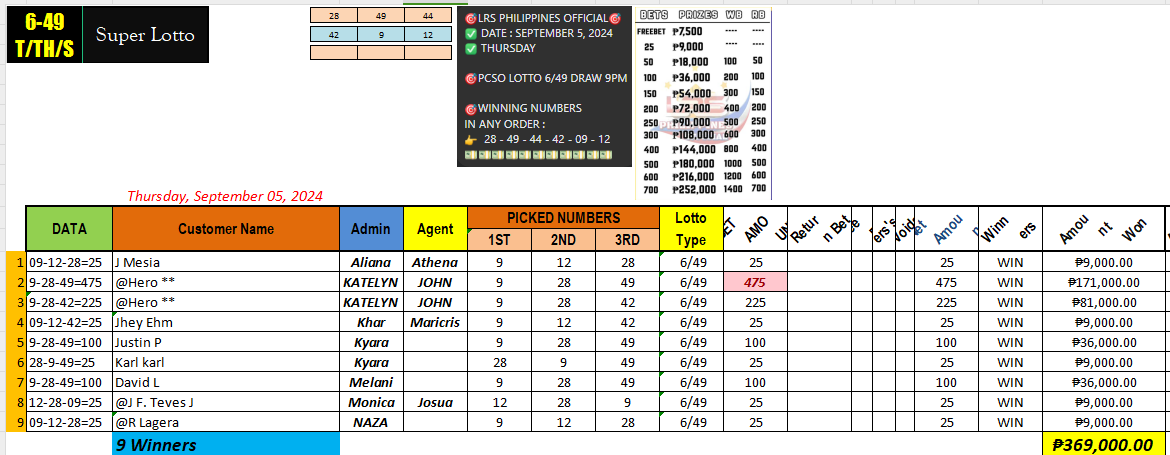 6-49
T/TH/S
Super Lotto
28 49 44
42 9 12
🎯LRS PHILIPPINES OFFICIAL🎯
✅ DATE : SEPTEMBER 5, 2024
✅ THURSDAY
🎯PCSO LOTTO 6/49 DRAW 9PM
🎯WINNING NUMBERS
IN ANY ORDER :
👉 28 - 49 - 44 - 42 - 09 - 12
BETS PRIZES WB RB
FREEBET ₱7,500 ---- ----
25 ₱9,000 ---- ----
50 ₱18,000 100 50
100 ₱36,000 200 100
150 ₱54,000 300 150
200 ₱72,000 400 200
250 ₱90,000 500 250
300 ₱108,000 600 300
400 ₱144,000 800 400
500 ₱180,000 1000 500
600 ₱216,000 1200 600
700 ₱252,000 1400 700
Thursday, September 05, 2024
DATA Customer Name Admin Agent PICKED NUMBERS Lotto Type AMO Retur n Bet Amou Winn ers Amou nt Won
1ST 2ND 3RD
1 09-12-28=25 J Mesia Aliana Athena 9 12 28 6/49 25 25 WIN ₱9,000.00
2 9-28-49=475 @Hero ** KATELYN JOHN 9 28 49 6/49 475 475 WIN ₱171,000.00
3 9-28-42=225 @Hero ** KATELYN JOHN 9 28 42 6/49 225 225 WIN ₱81,000.00
4 09-12-42=25 Jhey Ehm Khar Maricris 9 12 42 6/49 25 25 WIN ₱9,000.00
5 9-28-49=100 Justin P Kyara 9 28 49 6/49 100 100 WIN ₱36,000.00
6 28-9-49=25 Karl karl Kyara 28 9 49 6/49 25 25 WIN ₱9,000.00
7 9-28-49=100 David L Melani 9 28 49 6/49 100 100 WIN ₱36,000.00
8 12-28-09=25 @J F. Teves J Monica Josua 12 28 9 6/49 25 25 WIN ₱9,000.00
9 09-12-28=25 @R Lagera NAZA 9 12 28 6/49 25 25 WIN ₱9,000.00
9 Winners ₱369,000.00